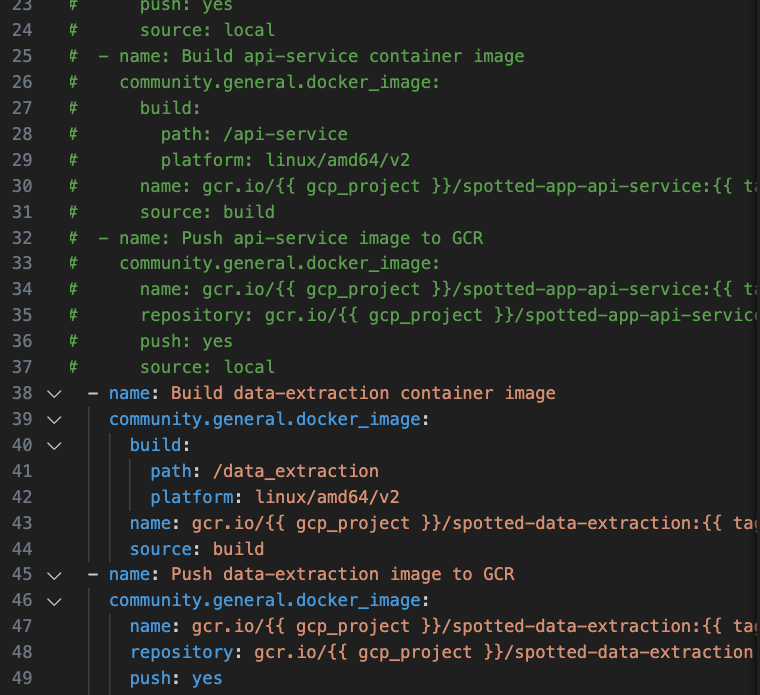 23 # push: yes
24 # source: local
25 # - name: Build api-service container image
26 # community.general.docker_image:
27 # build:
28 # path: /api-service
29 # platform: linux/amd64/v2
30 # name: gcr.io/{{ gcp_project }}/spotted-app-api-service:{{ ta
31 # source: build
32 # - name: Push api-service image to GCR
33 # community.general.docker_image:
34 # name: gcr.io/{{ gcp_project }}/spotted-app-api-service:{{ ta
35 # repository: gcr.io/{{ gcp_project }}/spotted-app-api-servic
36 # push: yes
37 # source: local
38 - name: Build data-extraction container image
39 community.general.docker_image:
40 build:
41 path: /data_extraction
42 platform: linux/amd64/v2
43 name: gcr.io/{{ gcp_project }}/spotted-data-extraction:{{ tag
44 source: build
45 - name: Push data-extraction image to GCR
46 community.general.docker_image:
47 name: gcr.io/{{ gcp_project }}/spotted-data-extraction:{{ tag
48 repository: gcr.io/{{ gcp_project }}/spotted-data-extraction
49 push: yes